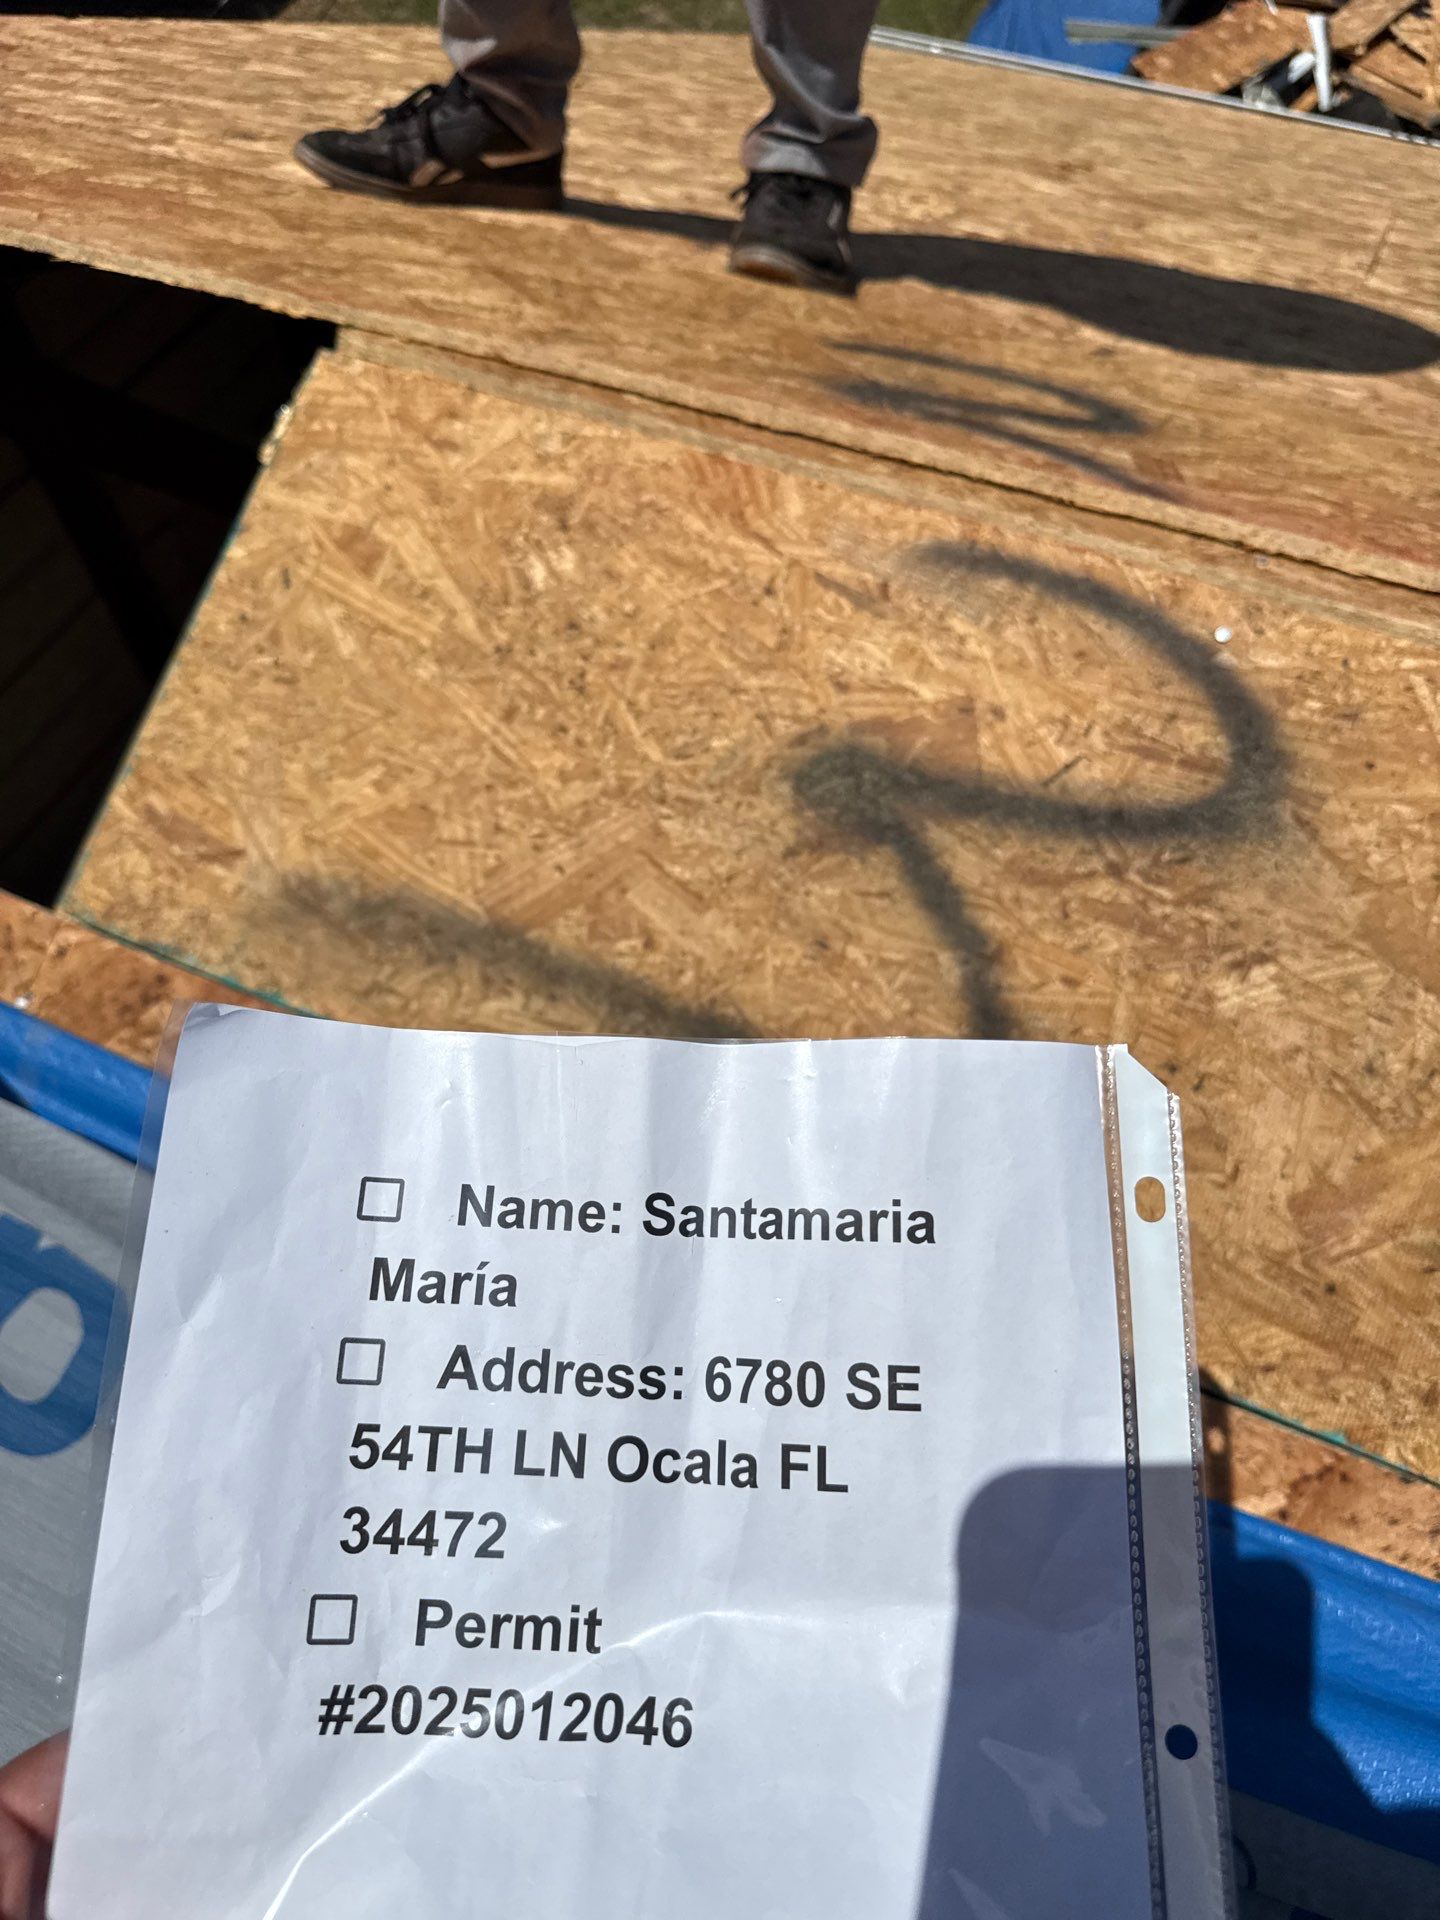 ☐ Name: Santamaria
María
☐ Address: 6780 SE
54TH LN Ocala FL
34472
☐ Permit
#2025012046